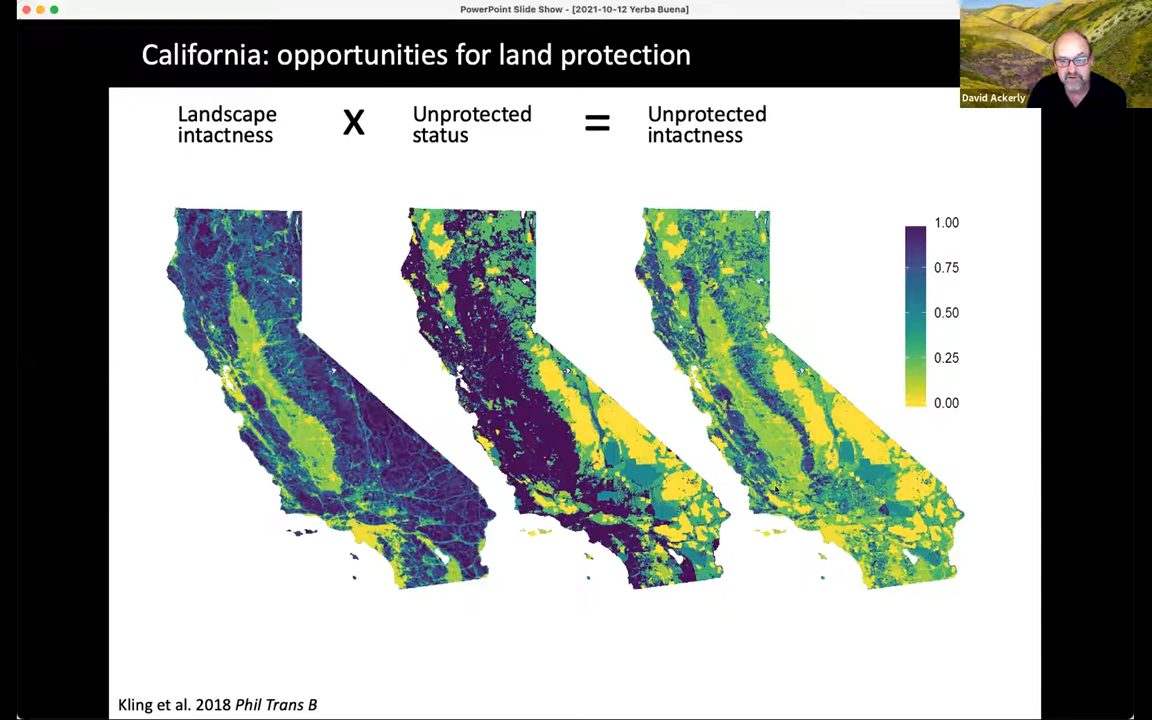 PowerPoint Slide Show - [2021-10-12 Yerba Buena]
California: opportunities for land protection
David Ackerly
Landscape
intactness
X
Unprotected
status
=
Unprotected
intactness
1.00
0.75
0.50
0.25
0.00
Kling et al. 2018 Phil Trans B